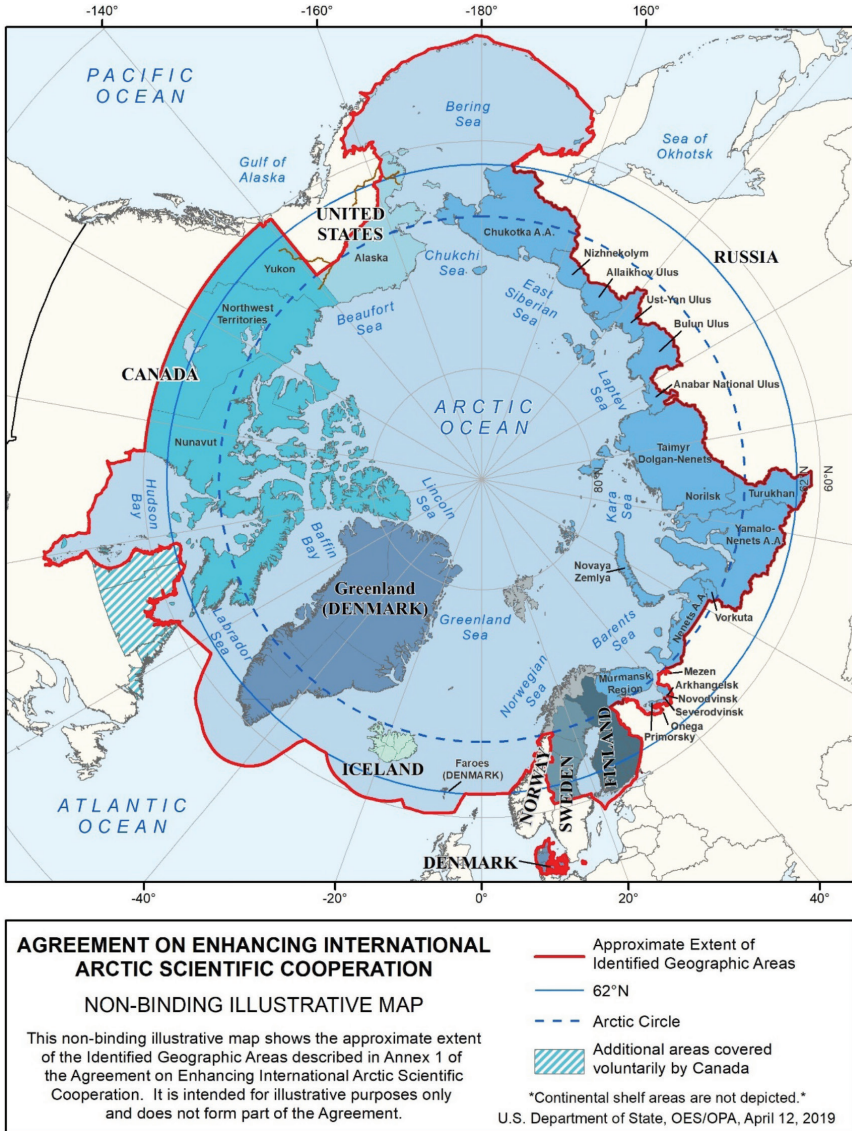 -140°
-160°
-180°
160°
140°
PACIFIC
OCEAN
Bering
Sea
Sea of
Okhotsk
Gulf of
Alaska
UNITED
STATES
Alaska
Yukon
Chukchi
Sea
Chukotka A.A.
Nizhnekolym
Allaikhov Ulus
RUSSIA
Ust-Yan Ulus
Bulun Ulus
East
Siberian
Sea
Beaufort
Sea
Northwest
Territories
CANADA
Laptev
Sea
Anabar National Ulus
ARCTIC
OCEAN
Nunavut
Taimyr
Dolgan-Nenets
Norilsk
Turukhan
80°N
62°N
60°N
Hudson
Bay
Lincoln
Sea
Kara
Sea
Yamalo-
Nenets A.A.
Baffin
Bay
Novaya
Zemlya
Greenland
(DENMARK)
Greenland
Sea
Barents
Sea
Nenets A.A.
Vorkuta
Labrador
Sea
Norwegian
Sea
Murmansk
Region
Mezen
Arkhangelsk
Novodvinsk
Severodvinsk
Onega
Primorsky
ICELAND
Faroes
(DENMARK)
NORWAY
SWEDEN
FINLAND
ATLANTIC
OCEAN
DENMARK
-40°
-20°
0°
20°
40°
AGREEMENT ON ENHANCING INTERNATIONAL
ARCTIC SCIENTIFIC COOPERATION
NON-BINDING ILLUSTRATIVE MAP
This non-binding illustrative map shows the approximate extent
of the Identified Geographic Areas described in Annex 1 of
the Agreement on Enhancing International Arctic Scientific
Cooperation. It is intended for illustrative purposes only
and does not form part of the Agreement.
Approximate Extent of
Identified Geographic Areas
62°N
Arctic Circle
Additional areas covered
voluntarily by Canada
*Continental shelf areas are not depicted.*
U.S. Department of State, OES/OPA, April 12, 2019